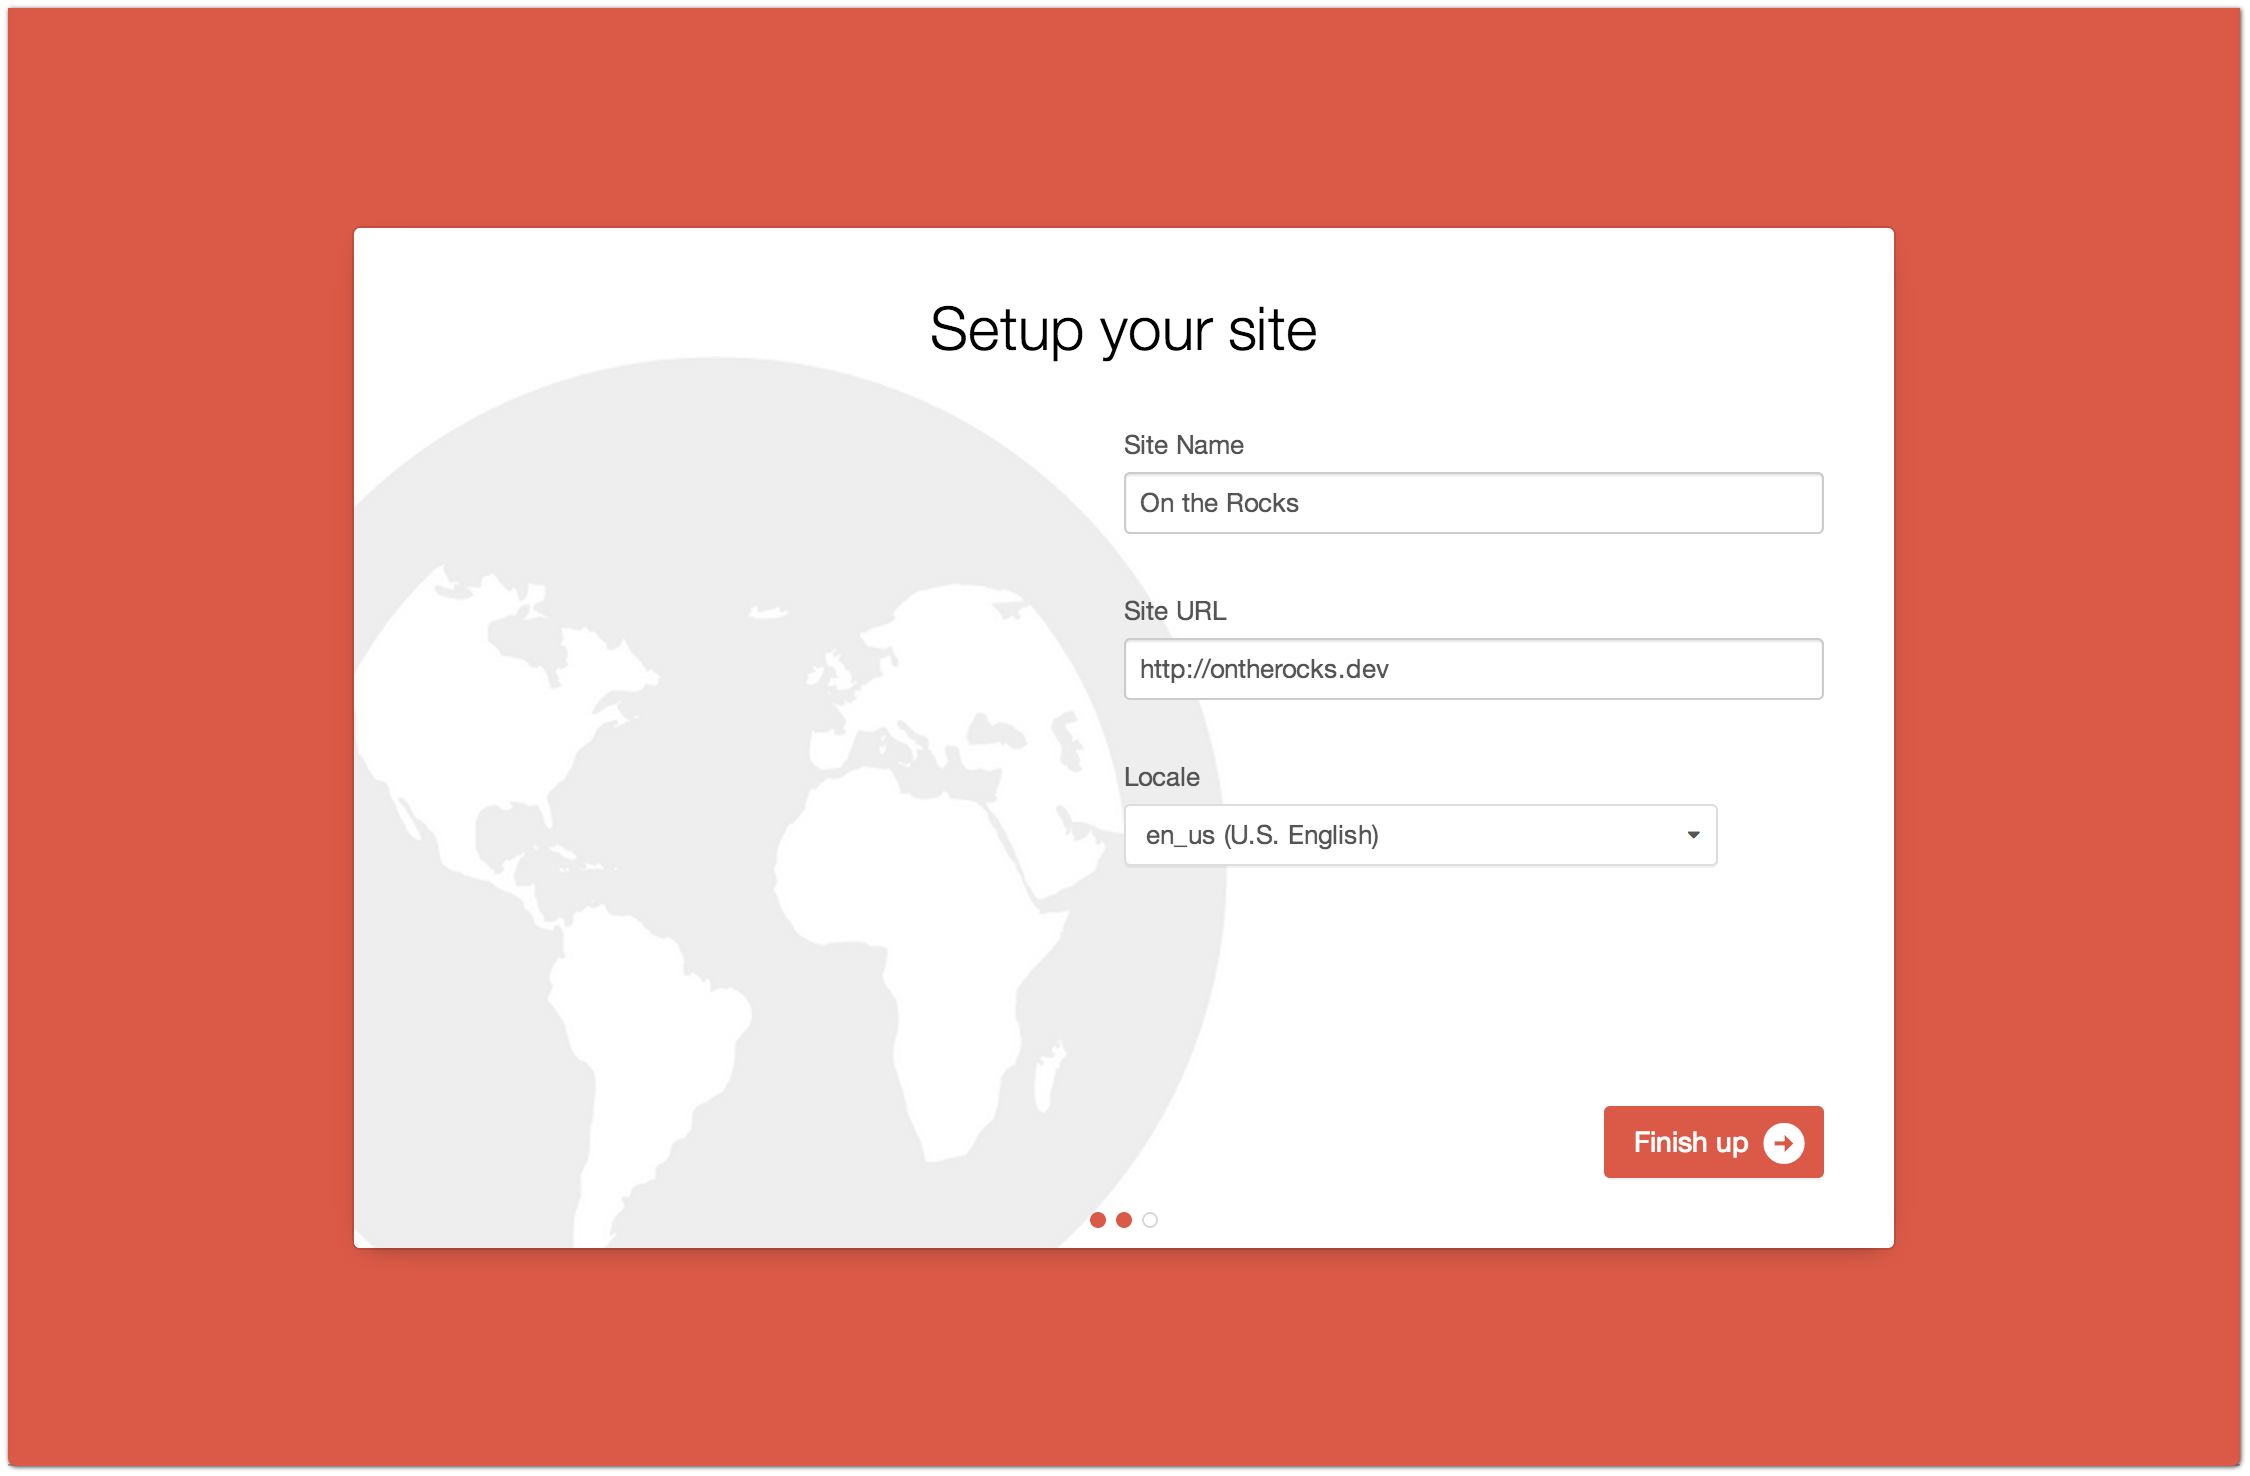 Setup your site
Site Name
On the Rocks
Site URL
http://ontherocks.dev
Locale
en_us (U.S. English)
Finish up